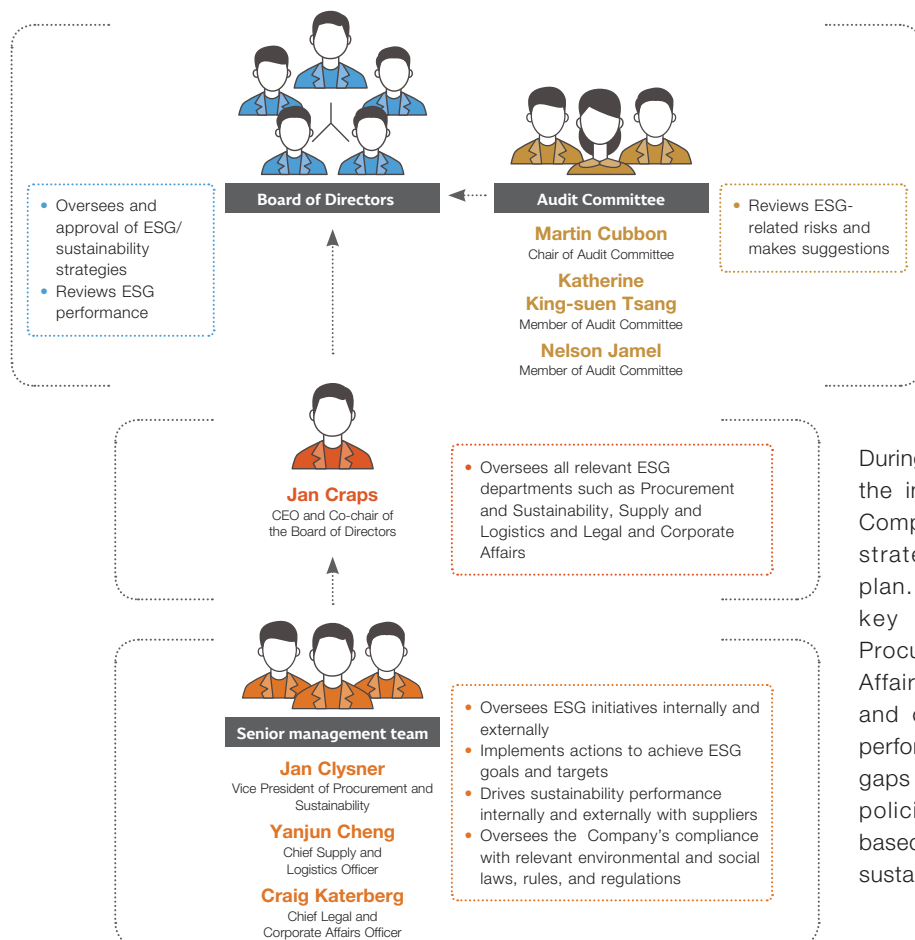 Board of Directors
• Oversees and
approval of ESG/
sustainability
strategies
• Reviews ESG
performance
Audit Committee
Martin Cubbon
Chair of Audit Committee
Katherine
King-suen Tsang
Member of Audit Committee
Nelson Jamel
Member of Audit Committee
• Reviews ESG-
related risks and
makes suggestions
Jan Craps
CEO and Co-chair of
the Board of Directors
• Oversees all relevant ESG
departments such as Procurement
and Sustainability, Supply and
Logistics and Legal and Corporate
Affairs
Senior management team
Jan Clysner
Vice President of Procurement and
Sustainability
Yanjun Cheng
Chief Supply and
Logistics Officer
Craig Katerberg
Chief Legal and
Corporate Affairs Officer
• Oversees ESG initiatives internally and
externally
• Implements actions to achieve ESG
goals and targets
• Drives sustainability performance
internally and externally with suppliers
• Oversees the Company's compliance
with relevant environmental and social
laws, rules, and regulations
During
the
Comp
strate
plan.
key
Procu
Affair
and
perfor
gaps
polici
based
susta